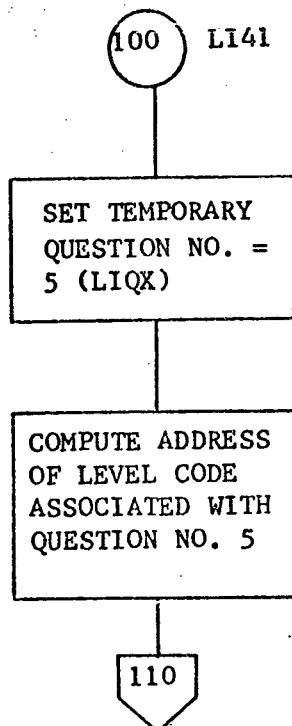 100 LI41
SET TEMPORARY
QUESTION NO. =
5 (LIQX)
COMPUTE ADDRESS
OF LEVEL CODE
ASSOCIATED WITH
QUESTION NO. 5
110